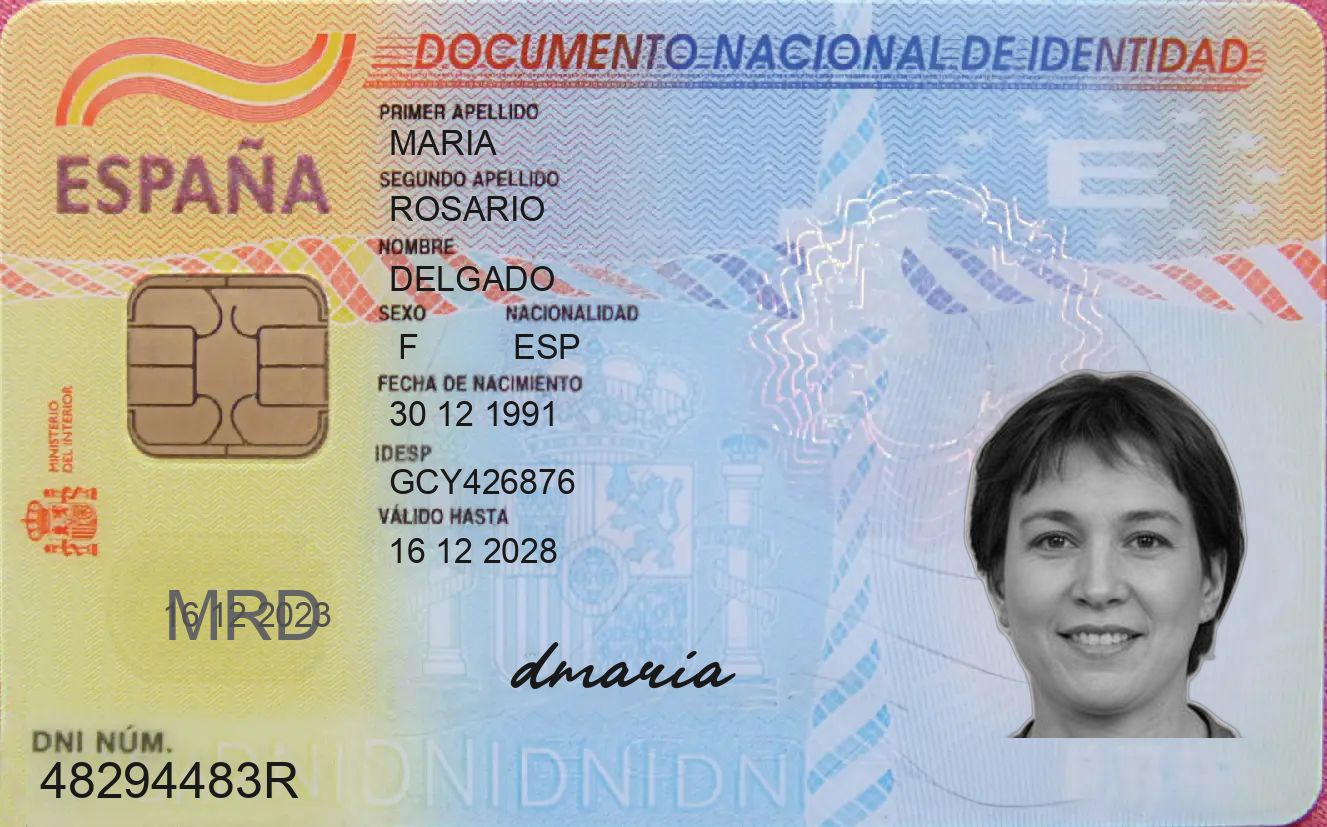 DOCUMENTO NACIONAL DE IDENTIDAD
ESPAÑA
PRIMER APELLIDO
MARIA
SEGUNDO APELLIDO
ROSARIO
NOMBRE
DELGADO
SEXO NACIONALIDAD
F ESP
FECHA DE NACIMIENTO
30 12 1991
IDESP
GCY426876
VÁLIDO HASTA
16 12 2028
MINISTERIO
DEL INTERIOR
E
16 12 2023
MRD
dmaria
DNI NÚM.
48294483R
DNIDNIDNIDNI